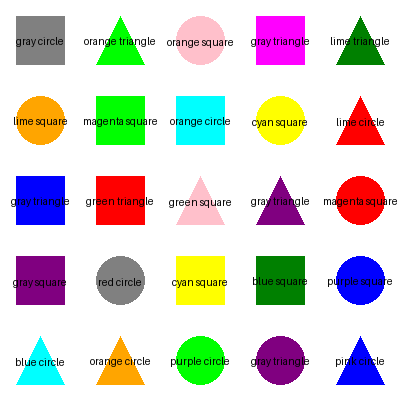 gray circle
orange triangle
orange square
gray triangle
lime triangle
lime square
magenta square
orange circle
cyan square
lime circle
gray triangle
green triangle
green square
gray triangle
magenta square
gray square
red circle
cyan square
blue square
purple square
blue circle
orange circle
purple circle
gray triangle
pink circle